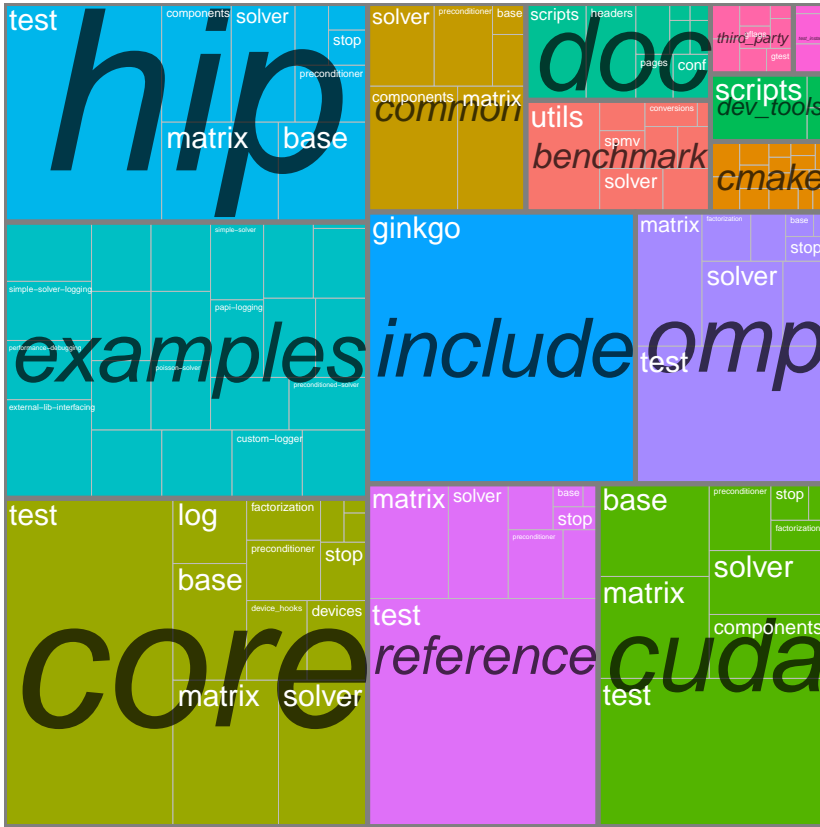 test
components
solver
stop
preconditioner
matrix
base
hip
solver
preconditioner
base
components
matrix
common
scripts
headers
pages
conf
doc
utils
conversions
spmv
solver
benchmark
gflags
gtest
third_party
scripts
dev_tools
cmake
simple-solver
simple-solver-logging
papi-logging
performance-debugging
poisson-solver
preconditioned-solver
external-lib-interfacing
custom-logger
examples
ginkgo
include
matrix
factorization
base
stop
solver
test
omp
test
log
factorization
preconditioner
stop
base
device_hooks
devices
matrix
solver
core
matrix
solver
base
stop
preconditioner
test
reference
base
preconditioner
stop
factorization
solver
matrix
components
test
cuda